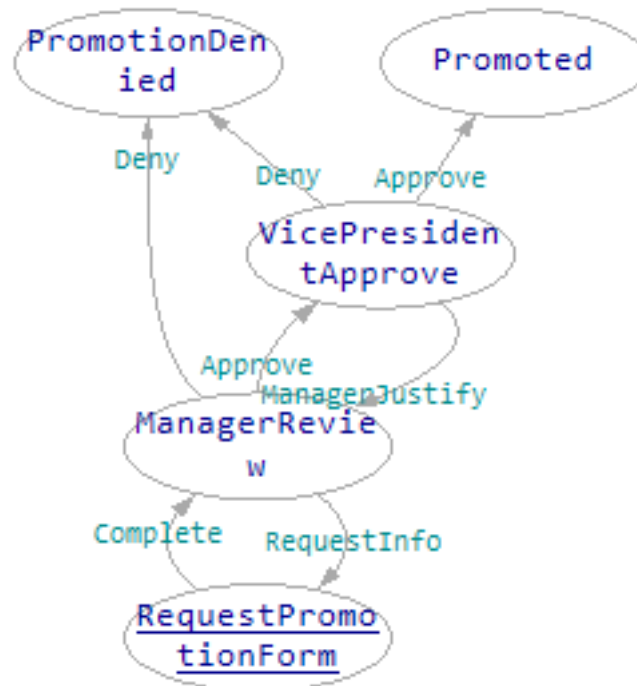 PromotionDen
ied
Promoted
Deny
Deny
Approve
VicePresiden
tApprove
Approve
ManagerJustify
ManagerRevie
w
Complete
RequestInfo
RequestPromo
tionForm